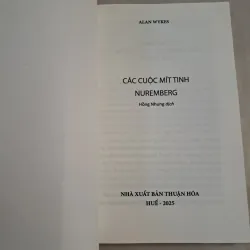 ALAN WYKES
CÁC CUỘC MÍT TINH
NUREMBERG
Hồng Nhung dịch
NHÀ XUẤT BẢN THUẬN HÓA
HUẾ - 2025